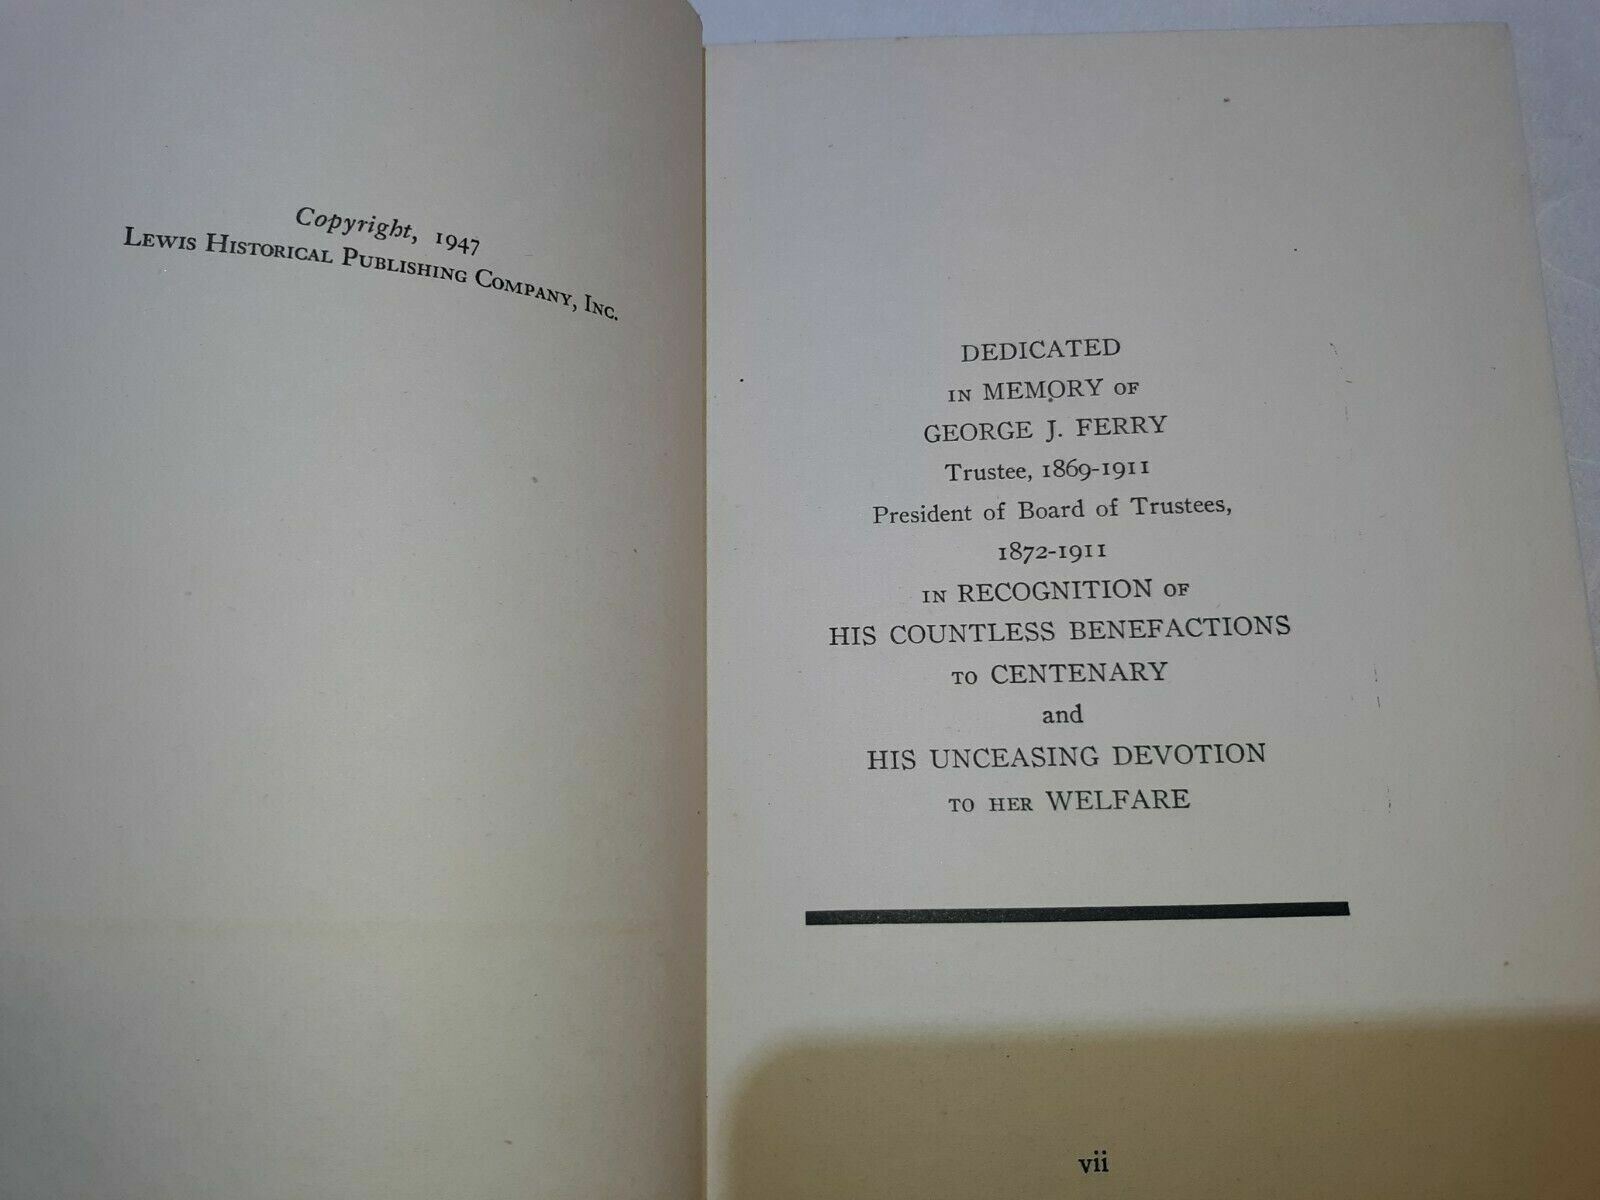 Copyright, 1947
Lewis Historical Publishing Company, Inc.
DEDICATED
IN MEMORY OF
GEORGE J. FERRY
Trustee, 1869-1911
President of Board of Trustees,
1872-1911
IN RECOGNITION OF
HIS COUNTLESS BENEFACTIONS
TO CENTENARY
and
HIS UNCEASING DEVOTION
TO HER WELFARE
vii